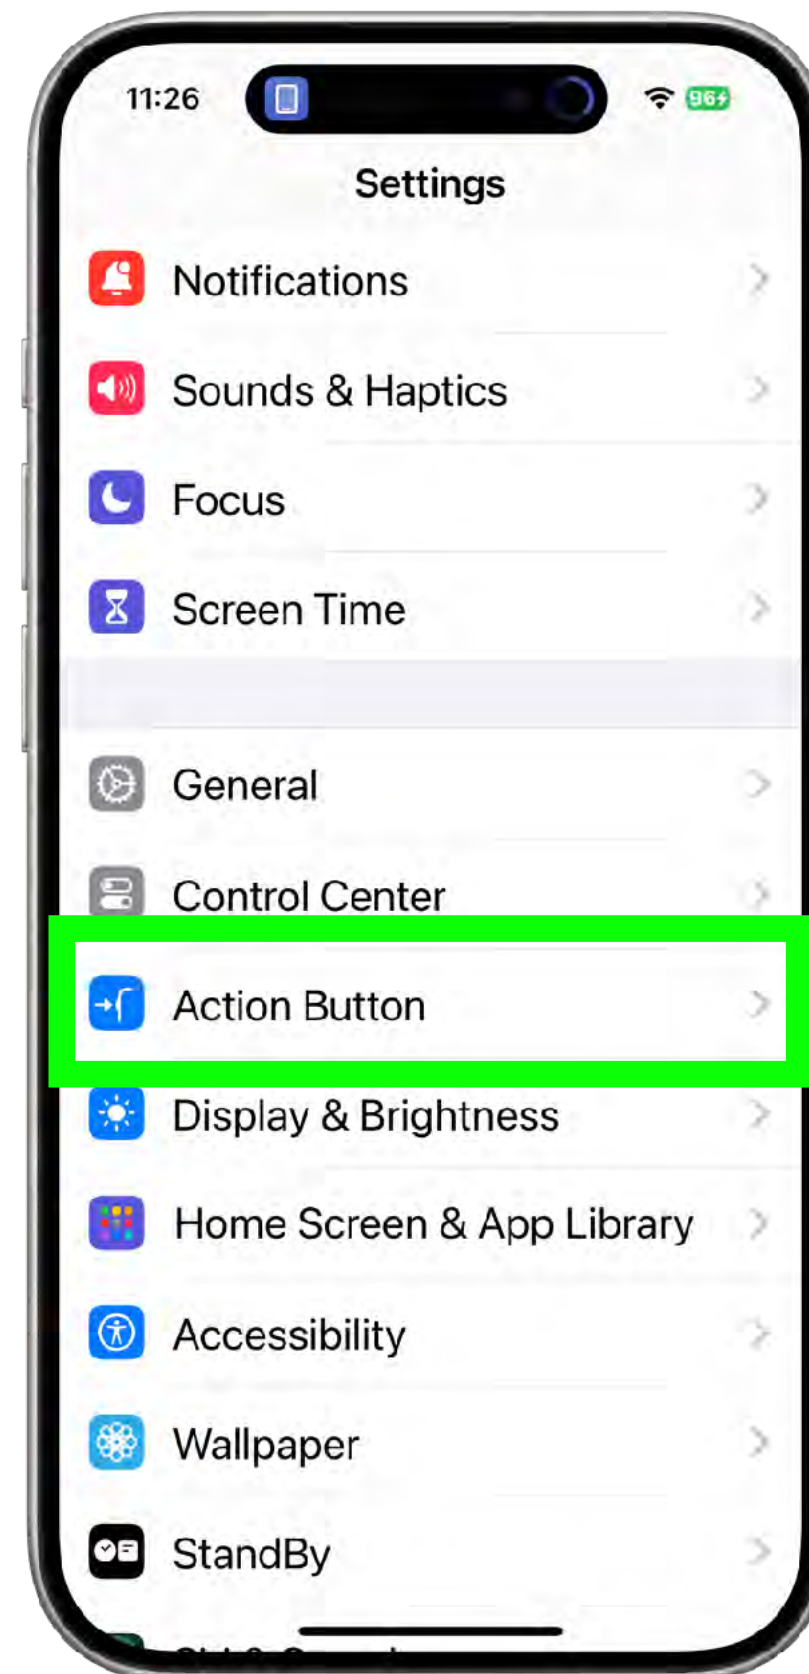 11:26
96
Settings
Notifications
Sounds & Haptics
Focus
Screen Time
General
Control Center
Action Button
Display & Brightness
Home Screen & App Library
Accessibility
Wallpaper
StandBy